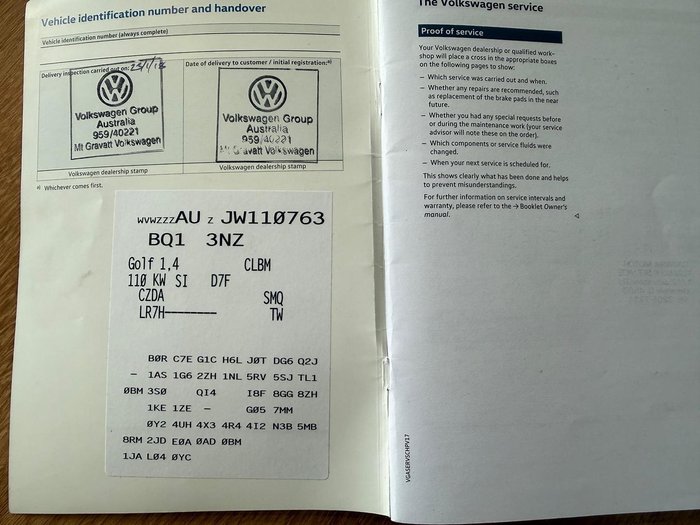 Vehicle identification number and handover
Vehicle identification number (always complete)
Delivery inspection carried out on:
Volkswagen Group
Australia
959/40221
Mt Gravatt Volkswagen
Volkswagen dealership stamp
Date of delivery to customer / initial registration:a)
Volkswagen Group
Australia
959/40221
Mt Gravatt Volkswagen
Volkswagen dealership stamp
a) Whichever comes first.
WVWZZZAU Z JW110763
BQ1 3NZ
Golf 1,4 CLBM
110 KW SI D7F
CZDA SMQ
LR7H-------- TW
B0R C7E G1C H6L J0T DG6 Q2J
— 1AS 1G6 2ZH 1NL 5RV 5SJ TL1
0BM 3S0 QI4 I8F 8GG 8ZH
1KE 1ZE — G05 7MM
0Y2 4UH 4X3 4R4 4I2 N3B 5MB
8RM 2JD E0A 0AD 0BM
1JA L04 0YC
The Volkswagen service
Proof of service
Your Volkswagen dealership or qualified work-
shop will place a cross in the appropriate boxes
on the following pages to show:
— Which service was carried out and when.
— Whether any repairs are recommended, such
as replacement of the brake pads in the near
future.
— Whether you had any special requests before
or during the maintenance work (your service
advisor will note these on the order).
— Which components or service fluids were
changed.
— When your next service is scheduled for.
This shows clearly what has been done and helps
to prevent misunderstandings.
For further information on service intervals and
warranty, please refer to the → Booklet Owner's
manual.
VGASERVSCHPV17